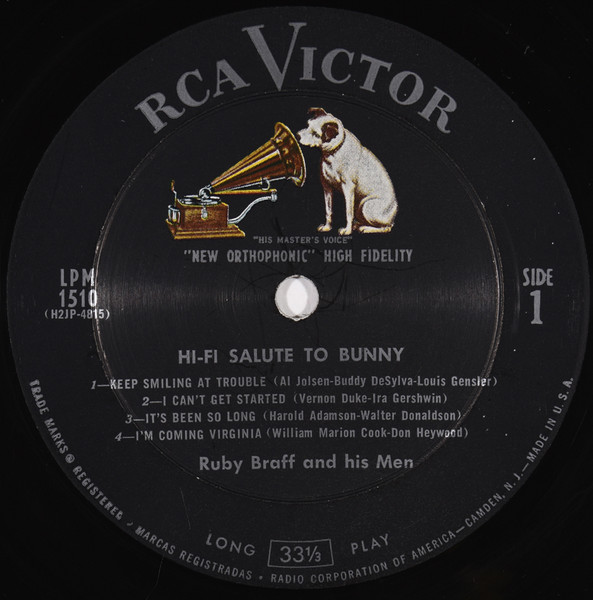 RCA VICTOR
"HIS MASTER'S VOICE"
"NEW ORTHOPHONIC" HIGH FIDELITY
LPM
1510
(H2JP-4815)
SIDE
1
HI-FI SALUTE TO BUNNY
1—KEEP SMILING AT TROUBLE (Al Jolsen-Buddy DeSylva-Louis Gensler)
2—I CAN'T GET STARTED (Vernon Duke-Ira Gershwin)
3—IT'S BEEN SO LONG (Harold Adamson-Walter Donaldson)
4—I'M COMING VIRGINIA (William Marion Cook-Don Heywood)
Ruby Braff and his Men
LONG 33⅓ PLAY
TRADE MARKS ® REGISTERED • MARCAS REGISTRADAS • RADIO CORPORATION OF AMERICA—CAMDEN, N.J.—MADE IN U.S.A.